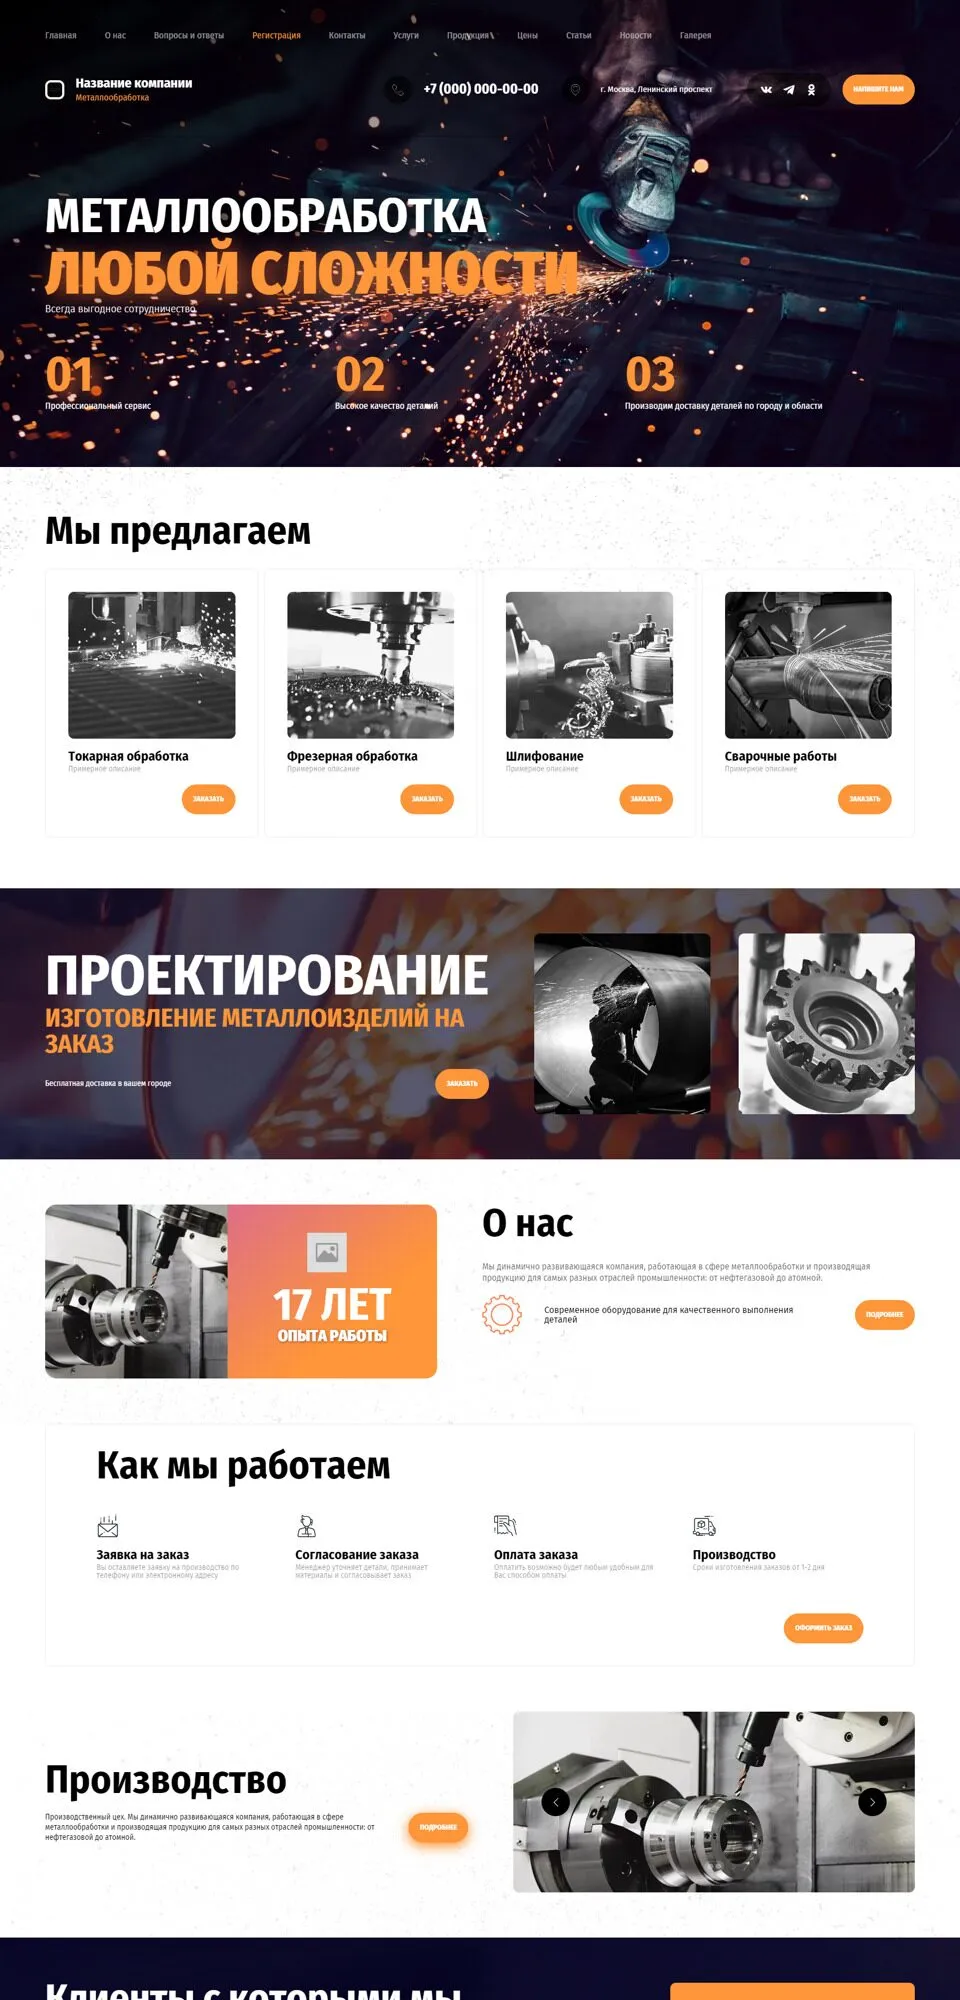 Главная О нас Вопросы и ответы Регистрация Контакты Услуги Продукция Цены Статьи Новости Галерея
Название компании
Металлообработка
+7 (000) 000-00-00
г. Москва, Ленинский проспект
НАПИШИТЕ НАМ
МЕТАЛЛООБРАБОТКА
ЛЮБОЙ СЛОЖНОСТИ
Всегда выгодное сотрудничество
01 02 03
Профессиональный сервис Высокое качество деталий Производим доставку деталей по городу и области
Мы предлагаем
Токарная обработка Фрезерная обработка Шлифование Сварочные работы
Примерное описание Примерное описание Примерное описание Примерное описание
ЗАКАЗАТЬ ЗАКАЗАТЬ ЗАКАЗАТЬ ЗАКАЗАТЬ
ПРОЕКТИРОВАНИЕ
ИЗГОТОВЛЕНИЕ МЕТАЛЛОИЗДЕЛИЙ НА
ЗАКАЗ
Бесплатная доставка в вашем городе
ЗАКАЗАТЬ
17 ЛЕТ
ОПЫТА РАБОТЫ
О нас
Мы динамично развивающаяся компания, работающая в сфере металлообработки и производящая
продукцию для самых разных отраслей промышленности: от нефтегазовой до атомной.
Современное оборудование для качественного выполнения
деталей
ПОДРОБНЕЕ
Как мы работаем
Заявка на заказ
Вы оставляете заявку на производство по
телефону или электронному адресу
Согласование заказа
Менеджер уточняет детали, принимает
материалы и согласовывает заказ
Оплата заказа
Оплатить возможно будет любым удобным для
Вас способом оплаты
Производство
Сроки изготовления заказов от 1-2 дня
ОФОРМИТЬ ЗАКАЗ
Производство
Производственный цех. Мы динамично развивающаяся компания, работающая в сфере
металлообработки и производящая продукцию для самых разных отраслей промышленности: от
нефтегазовой до атомной.
ПОДРОБНЕЕ
Клиенты с которыми мы